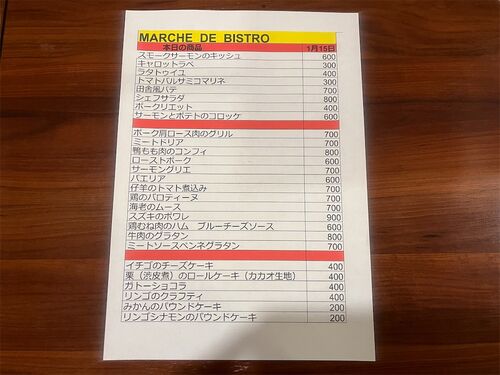 MARCHE DE BISTRO
本日の商品 1月15日
スモークサーモンのキッシュ 600
キャロットラペ 300
ラタトゥイユ 400
トマトバルサミコマリネ 300
田舎風パテ 700
シェフサラダ 800
ポークリエット 400
サーモンとポテトのコロッケ 600
ポーク肩ロース肉のグリル 700
ミートドリア 700
鴨もも肉のコンフィ 800
ローストポーク 600
サーモングリエ 700
パエリア 600
仔羊のトマト煮込み 700
鶏のバロティーヌ 700
海老のムース 700
スズキのポワレ 900
鶏むね肉のハム ブルーチーズソース 600
牛肉のグラタン 800
ミートソースペンネグラタン 700
イチゴのチーズケーキ 400
栗（渋皮煮）のロールケーキ（カカオ生地） 400
ガトーショコラ 400
リンゴのクラフティ 400
みかんのパウンドケーキ 200
リンゴシナモンのパウンドケーキ 200